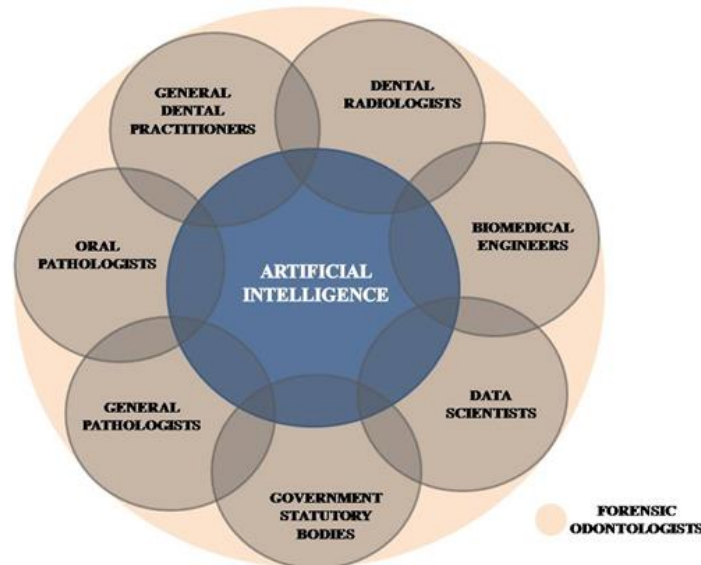 GENERAL
DENTAL
PRACTITIONERS
DENTAL
RADIOLOGISTS
ORAL
PATHOLOGISTS
ARTIFICIAL
INTELLIGENCE
BIOMEDICAL
ENGINEERS
GENERAL
PATHOLOGISTS
DATA
SCIENTISTS
GOVERNMENT
STATUTORY
BODIES
FORENSIC
ODONTOLOGISTS